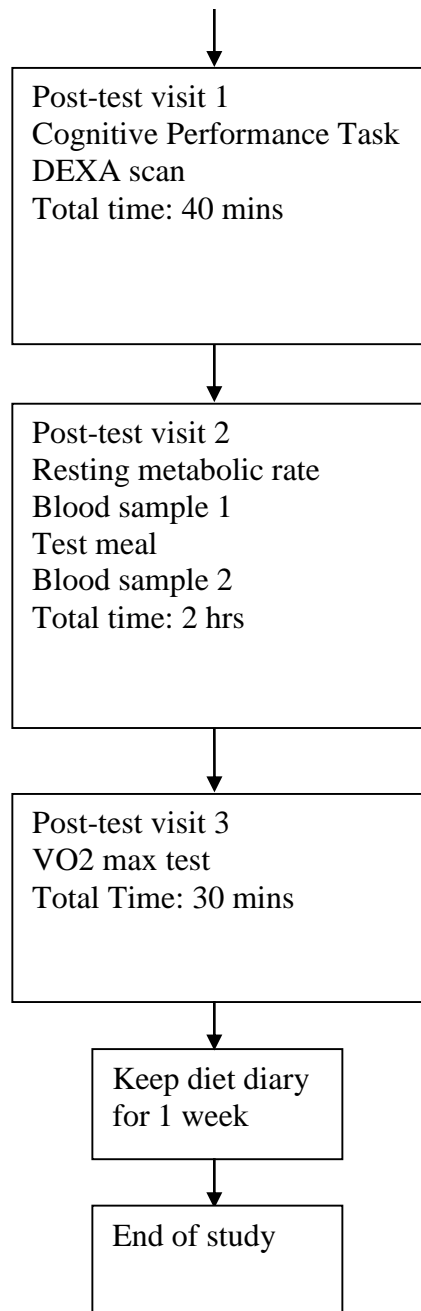 Post-test visit 1
Cognitive Performance Task
DEXA scan
Total time: 40 mins
Post-test visit 2
Resting metabolic rate
Blood sample 1
Test meal
Blood sample 2
Total time: 2 hrs
Post-test visit 3
VO2 max test
Total Time: 30 mins
Keep diet diary
for 1 week
End of study